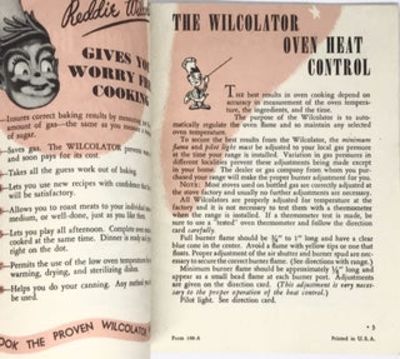 Reddie Wilco
GIVES YO
WORRY FR
COOKING
Insures correct baking results by measuring
amount of gas—the same as you measure
of sugar.
Saves gas. The WILCOLATOR prevents
and soon pays for its cost.
Takes all the guess work out of baking.
Lets you use new recipes with confidence that
will be satisfactory.
Allows you to roast meats to your individual
medium, or well-done, just as you like
Lets you play all afternoon. Complete oven
cooked at the same time. Dinner is ready
right on the dot.
Permits the use of the low oven temperatures
warming, drying, and sterilizing dishes.
Helps you do your canning. Any method
be used.
OOK THE PROVEN WILCOLATOR
THE WILCOLATOR
OVEN HEAT
CONTROL
THE best results in oven cooking depend on
accuracy in measurement of the oven tempera-
ture, the ingredients, and the time.
The purpose of the Wilcolator is to auto-
matically regulate the oven flame and so maintain any selected
oven temperature.
To secure the best results from the Wilcolator, the minimum
flame and pilot light must be adjusted to your local gas pressure
at the time your range is installed. Variation in gas pressures in
different localities prevent these adjustments being made except
in your home. The dealer or gas company from whom you pur-
chased your range will make the proper burner adjustment for you.
NOTE: Most stoves used on bottled gas are correctly adjusted at
the stove factory and usually no further adjustments are necessary.
All Wilcolators are properly adjusted for temperature at the
factory and it is not necessary to test them with a thermometer
when the range is installed. If a thermometer test is made, be
sure to use a "tested" oven thermometer and follow the direction
card carefully.
Full burner flame should be 3/4" to 1" long and have a clear
blue cone in the center. Avoid a flame with yellow tips or one that
floats. Proper adjustment of the air shutter and burner spud are nec-
essary to secure the correct burner flame. (See directions with range.)
Minimum burner flame should be approximately 1/8" long and
appear as a small bead flame at each burner port. Adjustments
are given on the direction card. (This adjustment is very neces-
sary to the proper operation of the heat control.)
Pilot light. See direction card.
3
Form 100-A Printed in U.S.A.